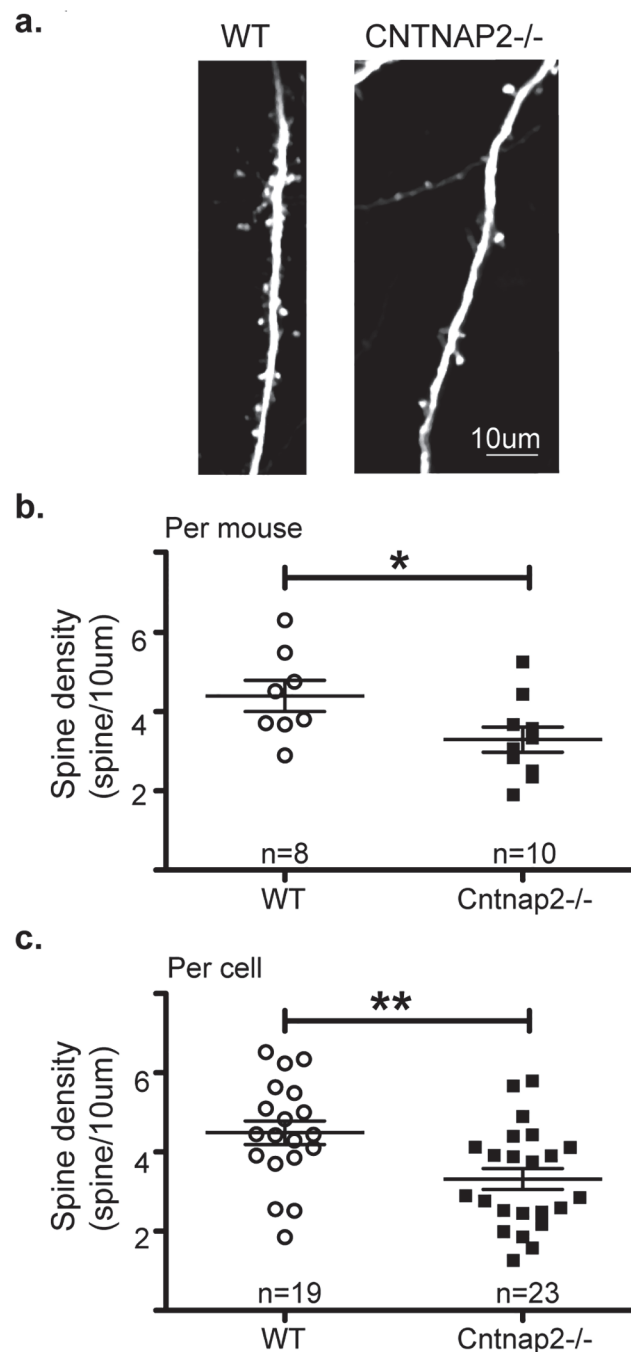 a.
WT CNTNAP2-/-
10um
b.
Per mouse
*
Spine density
(spine/10um)
6
4
2
n=8 n=10
WT Cntnap2-/-
c.
Per cell
**
Spine density
(spine/10um)
6
4
2
n=19 n=23
WT Cntnap2-/-